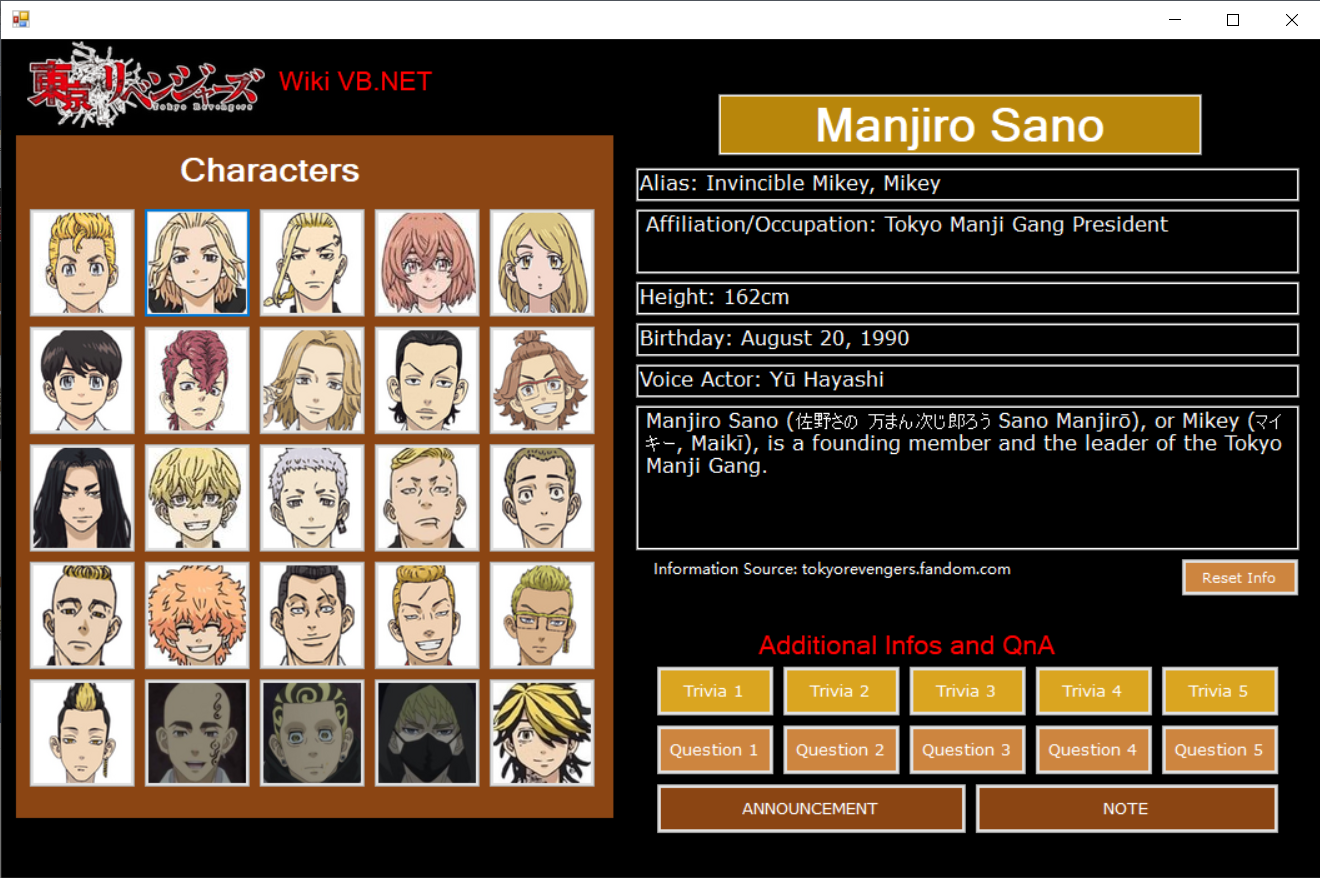 東京リベンジャーズ
Tokyo Revengers
Wiki VB.NET
Characters
Manjiro Sano
Alias: Invincible Mikey, Mikey
Affiliation/Occupation: Tokyo Manji Gang President
Height: 162cm
Birthday: August 20, 1990
Voice Actor: Yū Hayashi
Manjiro Sano (佐野さの 万まん次じ郎ろう Sano Manjirō), or Mikey (マイ
キー, Maikī), is a founding member and the leader of the Tokyo
Manji Gang.
Information Source: tokyorevengers.fandom.com
Reset Info
Additional Infos and QnA
Trivia 1 Trivia 2 Trivia 3 Trivia 4 Trivia 5
Question 1 Question 2 Question 3 Question 4 Question 5
ANNOUNCEMENT NOTE